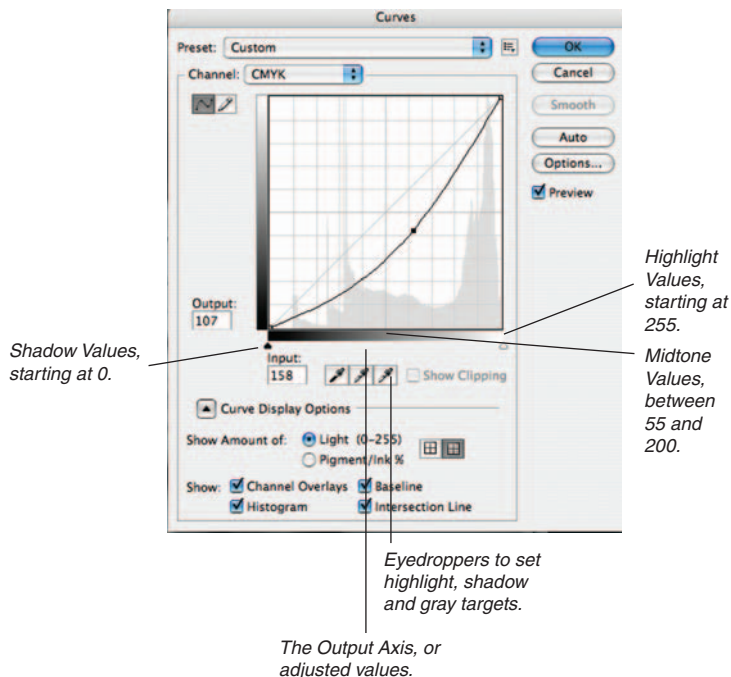 Curves
Preset: Custom
OK
Channel: CMYK
Cancel
Smooth
Auto
Options...
Preview
Highlight
Values,
starting at
255.
Output:
107
Shadow Values,
starting at 0.
Midtone
Values,
between
55 and
200.
Input:
158
Show Clipping
Curve Display Options
Show Amount of: Light (0-255)
Pigment/Ink %
Show: Channel Overlays Baseline
Histogram Intersection Line
Eyedroppers to set
highlight, shadow
and gray targets.
The Output Axis, or
adjusted values.